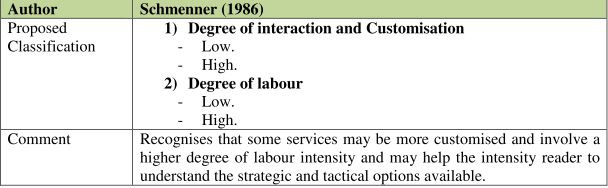 Author Schmenner (1986)
Proposed 1) Degree of interaction and Customisation
Classification - Low.
- High.
2) Degree of labour
- Low.
- High.
Comment Recognises that some services may be more customised and involve a
higher degree of labour intensity and may help the intensity reader to
understand the strategic and tactical options available.